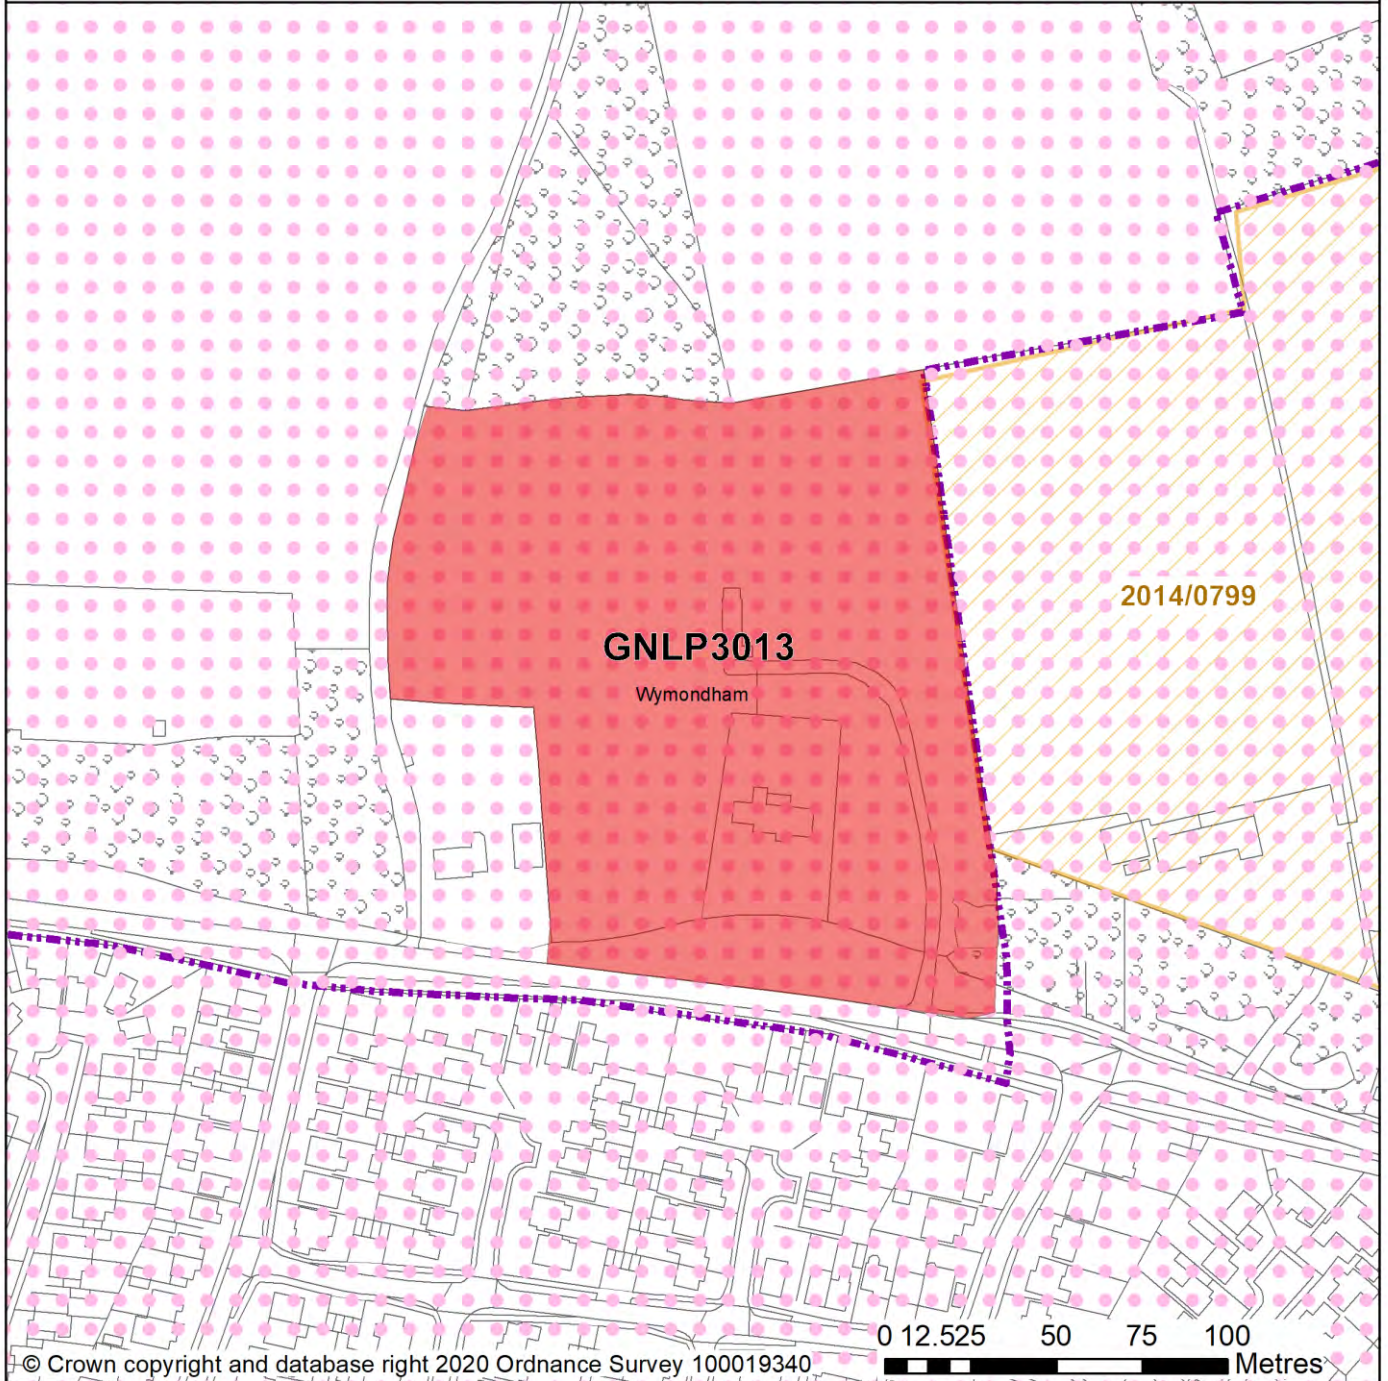 2014/0799
GNLP3013
Wymondham
0 12.525 50 75 100
Metres
© Crown copyright and database right 2020 Ordnance Survey 100019340